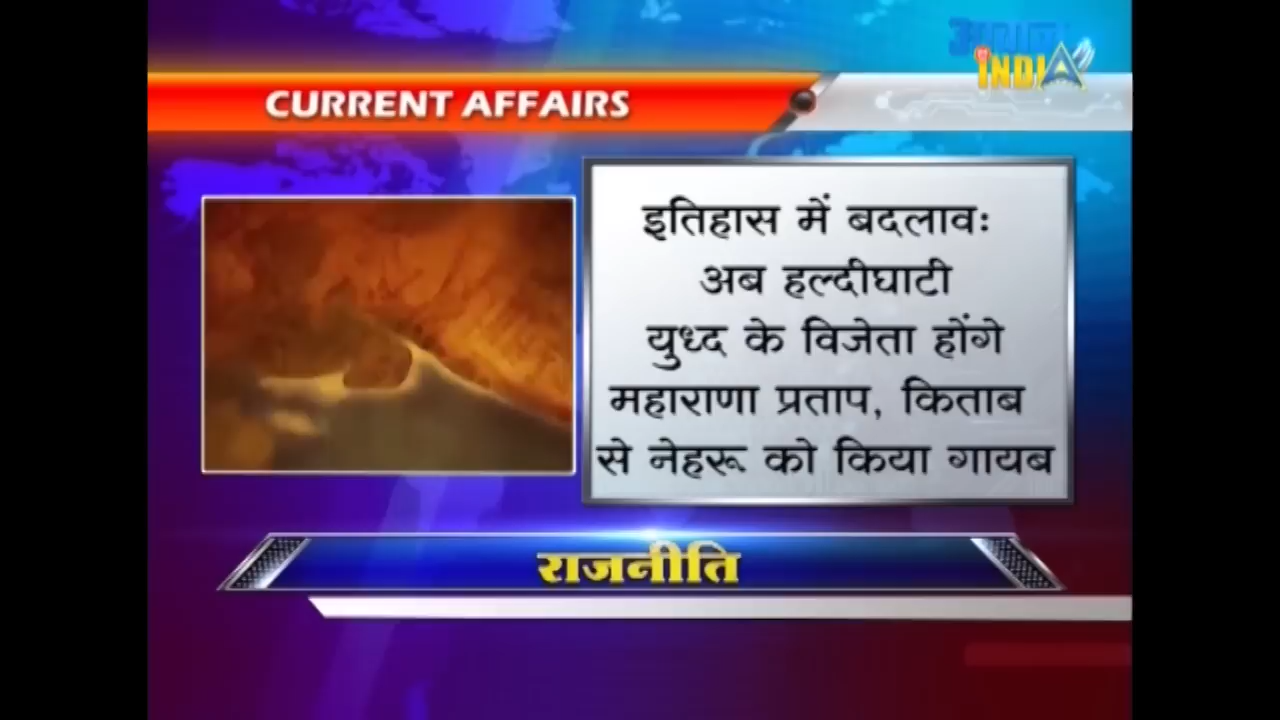 INDIA
CURRENT AFFAIRS
इतिहास में बदलावः
अब हल्दीघाटी
युध्द के विजेता होंगे
महाराणा प्रताप, किताब
से नेहरू को किया गायब
राजनीति